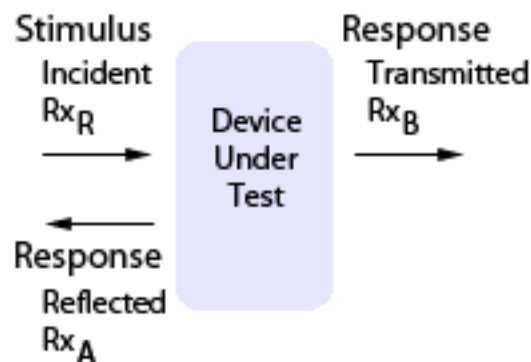 Stimulus
Incident
RxR
Response
Reflected
RxA
Device
Under
Test
Response
Transmitted
RxB